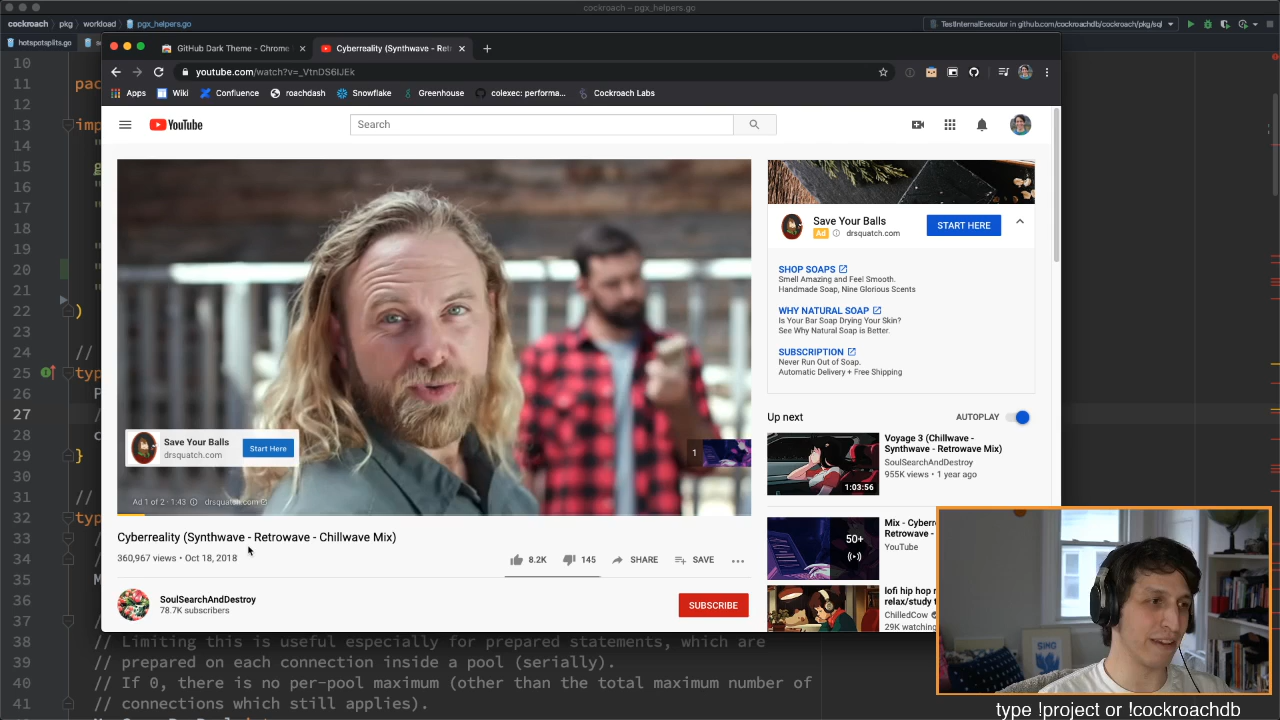 cockroach – pgx_helpers.go
cockroach › pkg › workload › pgx_helpers.go
TestInternalExecutor in github.com/cockroachdb/cockroach/pkg/sql
hotspotsplits.go
GitHub Dark Theme - Chrome
Cyberreality (Synthwave - Retr
youtube.com/watch?v=_VtnDS6lJEk
Apps Wiki Confluence roachdash Snowflake Greenhouse colexec: performa... Cockroach Labs
YouTube
Search
Save Your Balls
Ad drsquatch.com
START HERE
SHOP SOAPS
Smell Amazing and Feel Smooth.
Handmade Soap, Nine Glorious Scents
WHY NATURAL SOAP
Is Your Bar Soap Drying Your Skin?
See Why Natural Soap is Better.
SUBSCRIPTION
Never Run Out of Soap.
Automatic Delivery + Free Shipping
Save Your Balls
drsquatch.com
Start Here
1
Ad 1 of 2 · 1:43 drsquatch.com
Cyberreality (Synthwave - Retrowave - Chillwave Mix)
360,967 views • Oct 18, 2018
8.2K 145 SHARE SAVE
SoulSearchAndDestroy
78.7K subscribers
SUBSCRIBE
Up next
AUTOPLAY
Voyage 3 (Chillwave -
Synthwave - Retrowave Mix)
SoulSearchAndDestroy
955K views • 1 year ago
1:03:56
50+
Mix - Cyberr
Retrowave -
YouTube
lofi hip hop r
relax/study t
ChilledCow
29K watching
10
11 pac
12
13 imp
14
15
16
17
18
19
20
21
22 )
23
24 //
25 typ
26
27
28
29 }
30
31 //
32 typ
33
34
35
37
38 // Limiting this is useful especially for prepared statements, which are
39 // prepared on each connection inside a pool (serially).
40 // If 0, there is no per-pool maximum (other than the total maximum number of
41 // connections which still applies).
SING
type !project or !cockroachdb